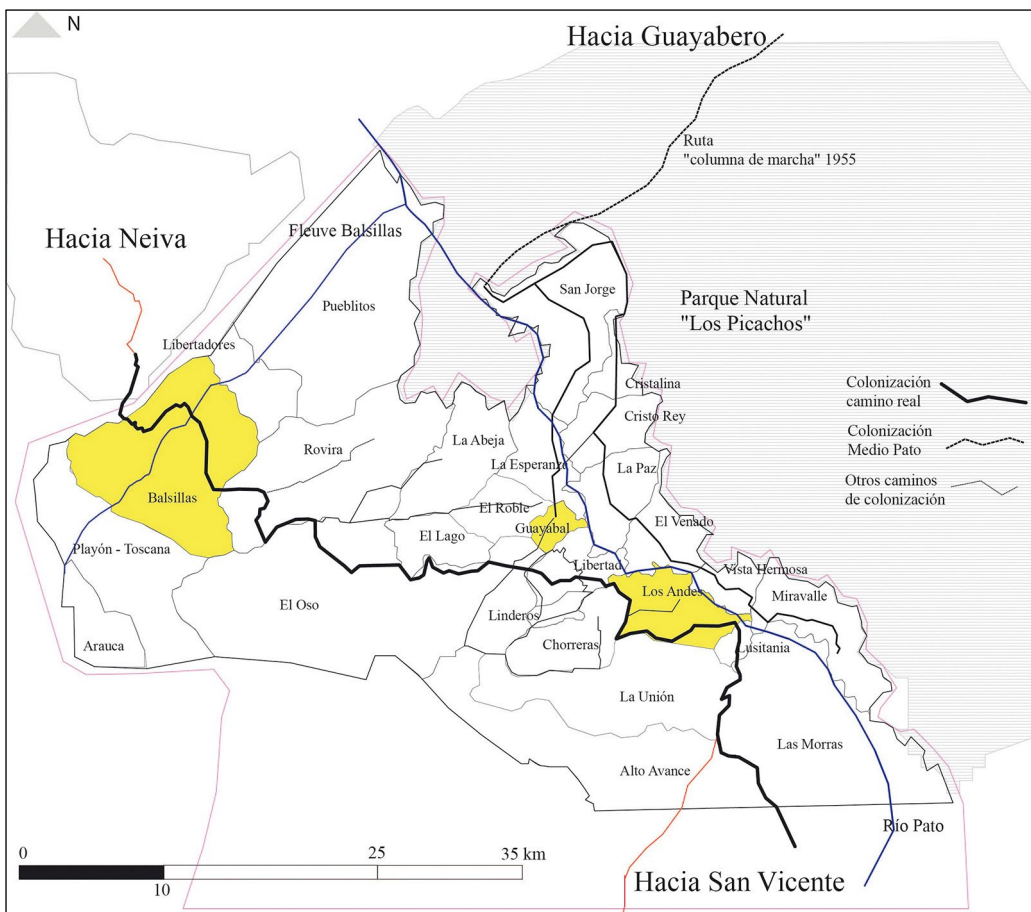 N
Hacia Guayabero
Ruta
"columna de marcha" 1955
Hacia Neiva
Fleuve Balsillas
San Jorge
Pueblitos
Parque Natural
"Los Picachos"
Libertadores
Colonización
camino real
Cristalina
Cristo Rey
Colonización
Medio Pato
La Abeja
Rovira
La Esperanza
La Paz
Otros caminos
de colonización
Balsillas
El Roble
Guayabal
El Venado
El Lago
Playón - Toscana
Libertad
Vista Hermosa
Los Andes
Miravalle
El Oso
Linderos
Arauca
Chorreras
Lusitania
La Unión
Las Morras
Alto Avance
Río Pato
0
25
35 km
10
Hacia San Vicente